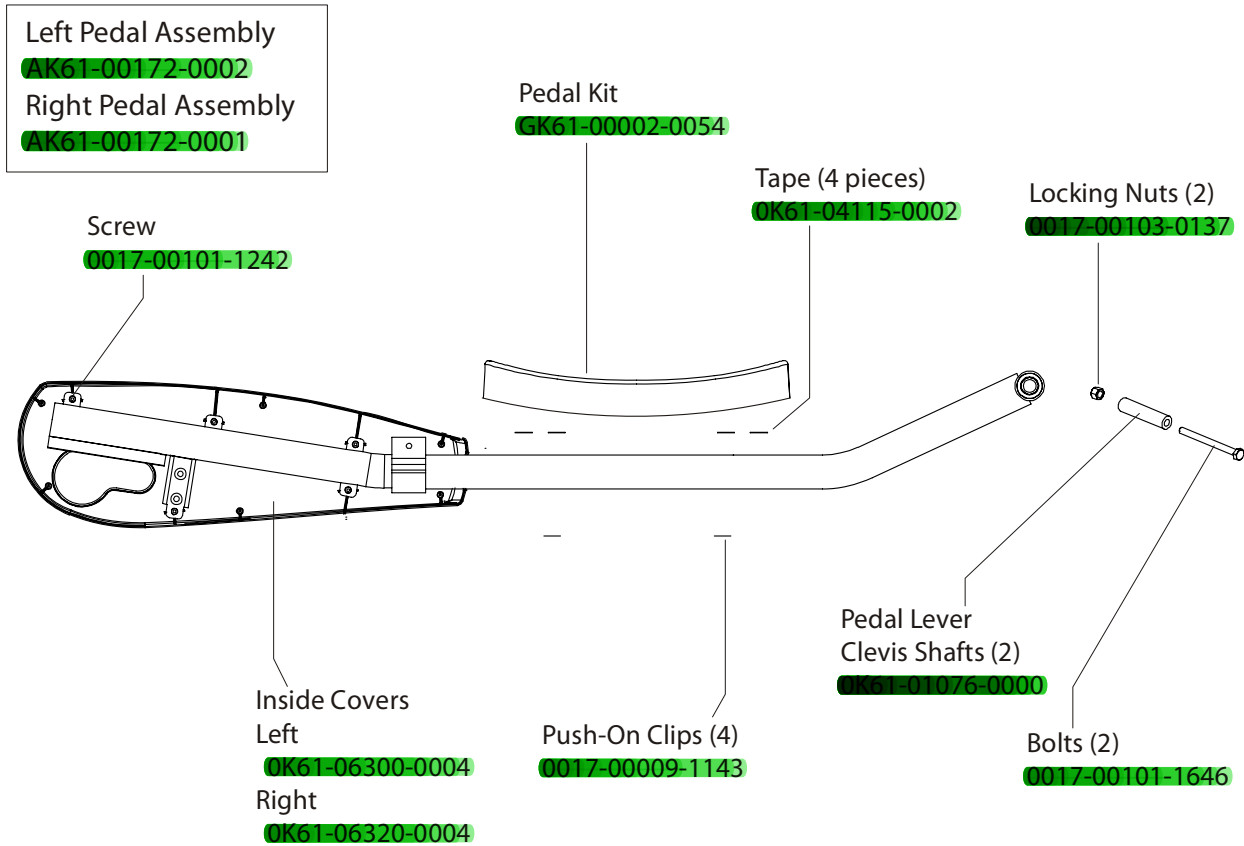 Left Pedal Assembly
AK61-00172-0002
Right Pedal Assembly
AK61-00172-0001
Pedal Kit
GK61-00002-0054
Tape (4 pieces)
0K61-04115-0002
Locking Nuts (2)
0017-00103-0137
Screw
0017-00101-1242
Pedal Lever
Clevis Shafts (2)
0K61-01076-0000
Inside Covers
Left
0K61-06300-0004
Right
0K61-06320-0004
Push-On Clips (4)
0017-00009-1143
Bolts (2)
0017-00101-1646